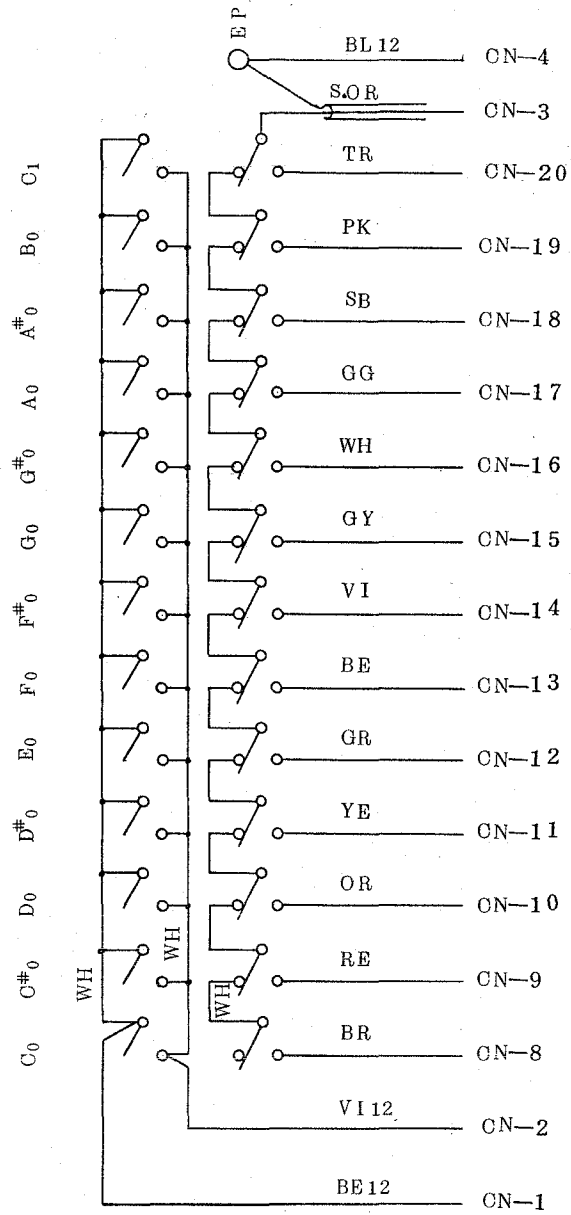 EP
BL12 CN-4
S.OR CN-3
C1 TR CN-20
B0 PK CN-19
A#0 SB CN-18
A0 GG CN-17
G#0 WH CN-16
G0 GY CN-15
F#0 VI CN-14
F0 BE CN-13
E0 GR CN-12
D#0 YE CN-11
D0 OR CN-10
WH
C#0 RE CN-9
WH WH
C0 BR CN-8
VI12 CN-2
BE12 CN-1